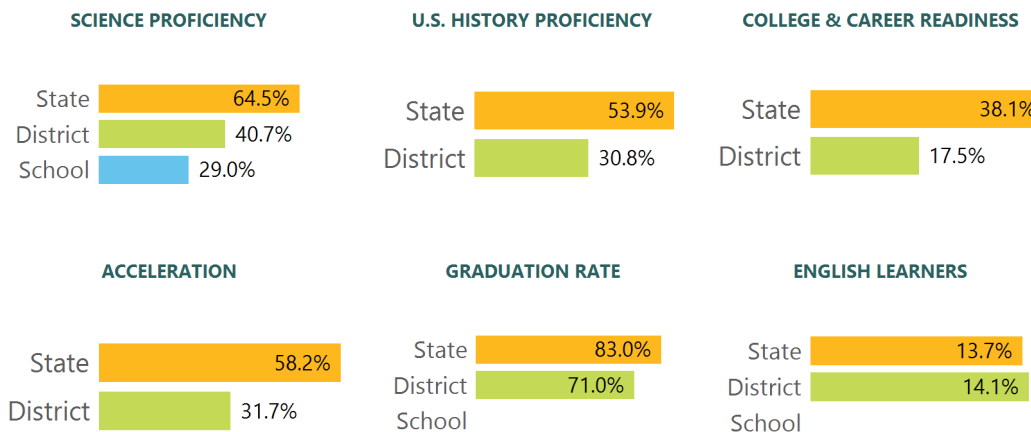 SCIENCE PROFICIENCY
State 64.5%
District 40.7%
School 29.0%
U.S. HISTORY PROFICIENCY
State 53.9%
District 30.8%
COLLEGE & CAREER READINESS
State 38.1%
District 17.5%
ACCELERATION
State 58.2%
District 31.7%
GRADUATION RATE
State 83.0%
District 71.0%
School
ENGLISH LEARNERS
State 13.7%
District 14.1%
School